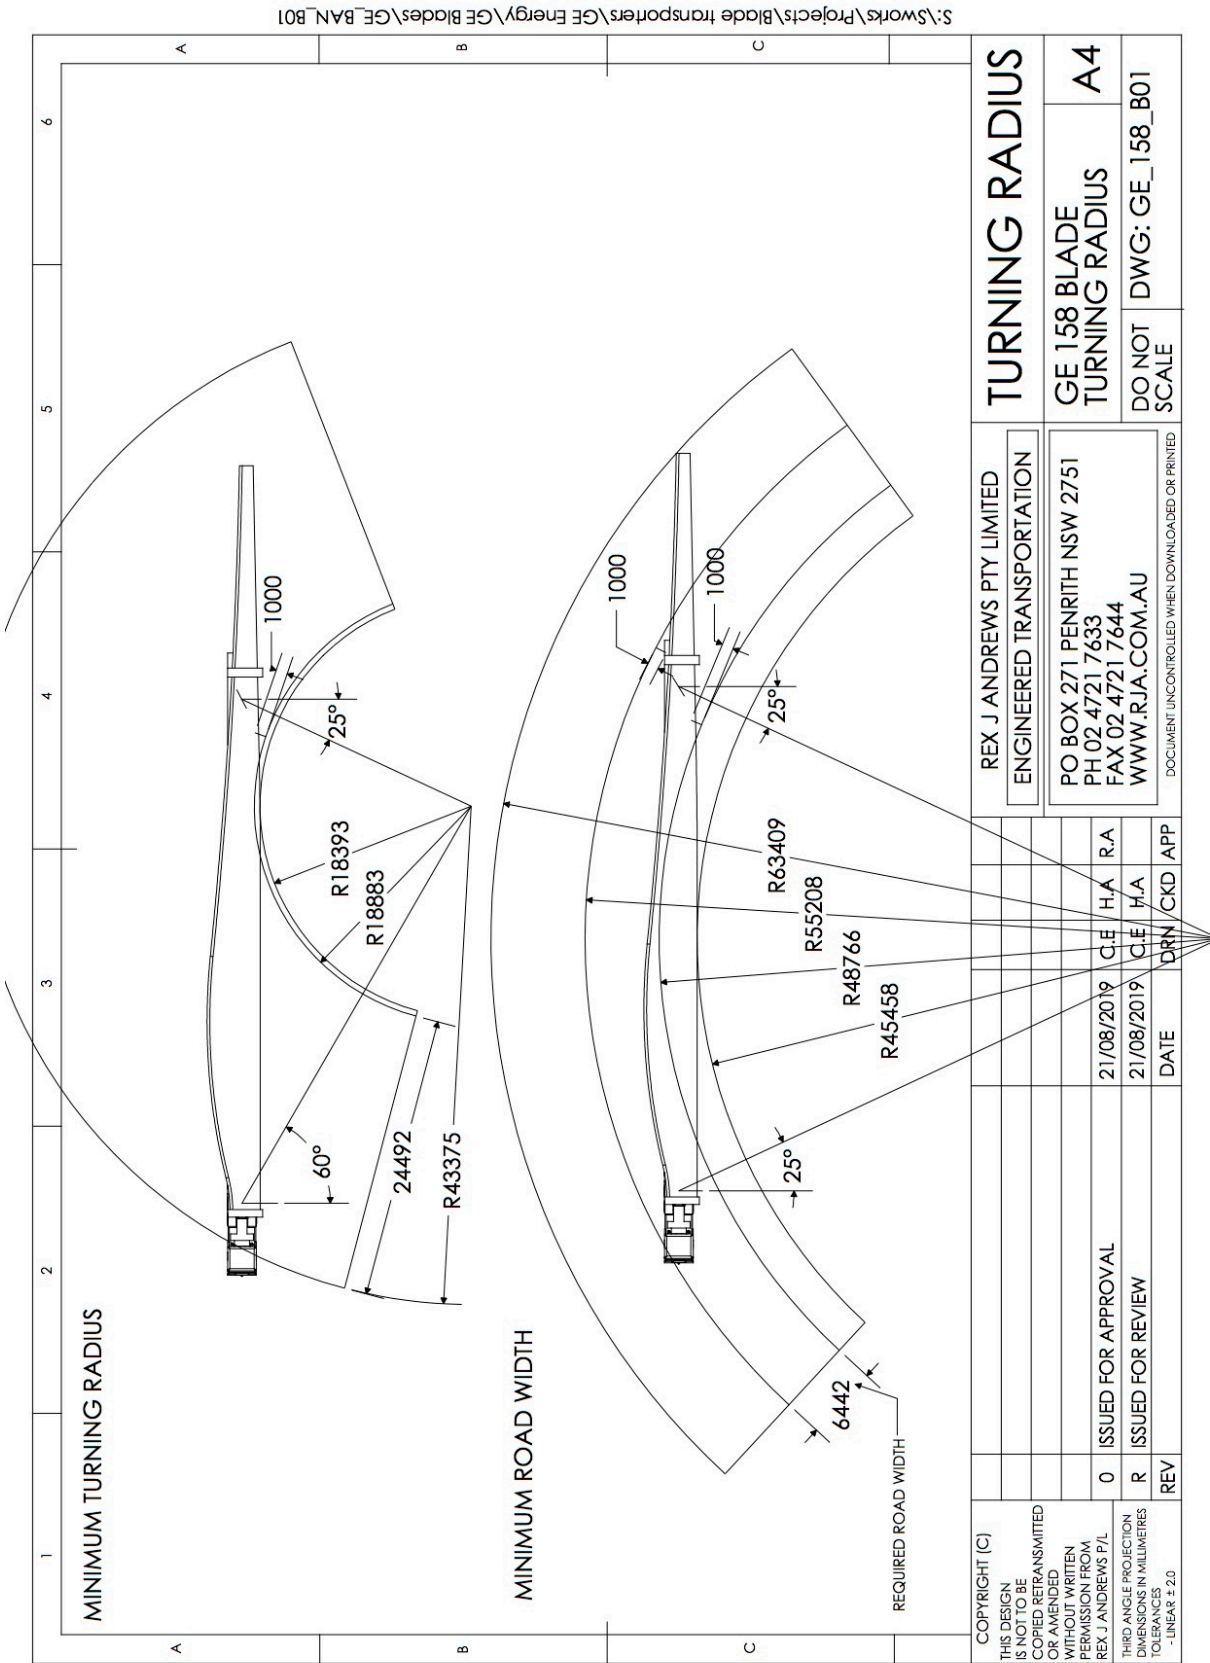 S:\Sworks\Projects\Blade transporters\GE Energy\GE Blades\GE_BAN_B01
1
2
3
4
5
6
A
A
B
B
C
C
MINIMUM TURNING RADIUS
60°
24492
R43375
R18883
R18393
25°
1000
MINIMUM ROAD WIDTH
REQUIRED ROAD WIDTH
6442
25°
R45458
R48766
R55208
R63409
25°
1000
1000
COPYRIGHT (C)
THIS DESIGN
IS NOT TO BE
COPIED RETRANSMITTED
OR AMENDED
WITHOUT WRITTEN
PERMISSION FROM
REX J ANDREWS P/L
THIRD ANGLE PROJECTION
DIMENSIONS IN MILLIMETRES
TOLERANCES
- LINEAR ± 2.0
0 ISSUED FOR APPROVAL 21/08/2019 C.E H.A R.A
R ISSUED FOR REVIEW 21/08/2019 C.E H.A
REV DATE DRN CKD APP
REX J ANDREWS PTY LIMITED
ENGINEERED TRANSPORTATION
PO BOX 271 PENRITH NSW 2751
PH 02 4721 7633
FAX 02 4721 7644
WWW.RJA.COM.AU
DOCUMENT UNCONTROLLED WHEN DOWNLOADED OR PRINTED
TURNING RADIUS
GE 158 BLADE
TURNING RADIUS
A4
DO NOT
SCALE
DWG: GE_158_B01